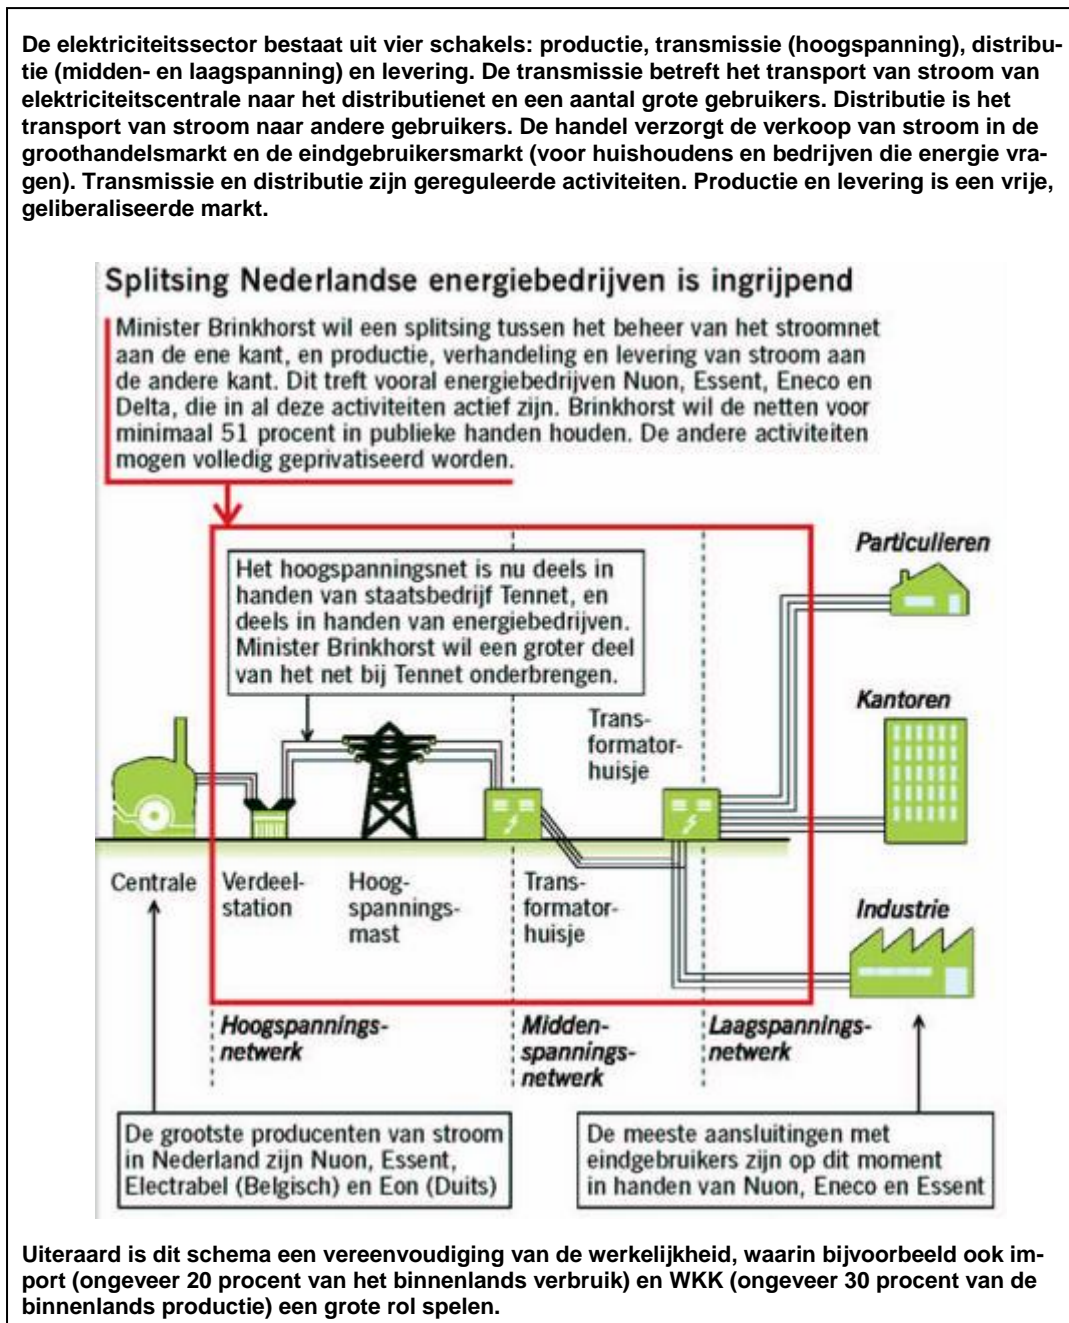 De elektriciteitssector bestaat uit vier schakels: productie, transmissie (hoogspanning), distribu-
tie (midden- en laagspanning) en levering. De transmissie betreft het transport van stroom van
elektriciteitscentrale naar het distributienet en een aantal grote gebruikers. Distributie is het
transport van stroom naar andere gebruikers. De handel verzorgt de verkoop van stroom in de
groothandelsmarkt en de eindgebruikersmarkt (voor huishoudens en bedrijven die energie vra-
gen). Transmissie en distributie zijn gereguleerde activiteiten. Productie en levering is een vrije,
geliberaliseerde markt.
Splitsing Nederlandse energiebedrijven is ingrijpend
Minister Brinkhorst wil een splitsing tussen het beheer van het stroomnet
aan de ene kant, en productie, verhandeling en levering van stroom aan
de andere kant. Dit treft vooral energiebedrijven Nuon, Essent, Eneco en
Delta, die in al deze activiteiten actief zijn. Brinkhorst wil de netten voor
minimaal 51 procent in publieke handen houden. De andere activiteiten
mogen volledig geprivatiseerd worden.
Het hoogspanningsnet is nu deels in
handen van staatsbedrijf Tennet, en
deels in handen van energiebedrijven.
Minister Brinkhorst wil een groter deel
van het net bij Tennet onderbrengen.
Particulieren
Kantoren
Trans-
formator-
huisje
Centrale
Verdeel-
station
Hoog-
spannings-
mast
Trans-
formator-
huisje
Industrie
Hoogspannings-
netwerk
Midden-
spannings-
netwerk
Laagspannings-
netwerk
De grootste producenten van stroom
in Nederland zijn Nuon, Essent,
Electrabel (Belgisch) en Eon (Duits)
De meeste aansluitingen met
eindgebruikers zijn op dit moment
in handen van Nuon, Eneco en Essent
Uiteraard is dit schema een vereenvoudiging van de werkelijkheid, waarin bijvoorbeeld ook im-
port (ongeveer 20 procent van het binnenlands verbruik) en WKK (ongeveer 30 procent van de
binnenlands productie) een grote rol spelen.